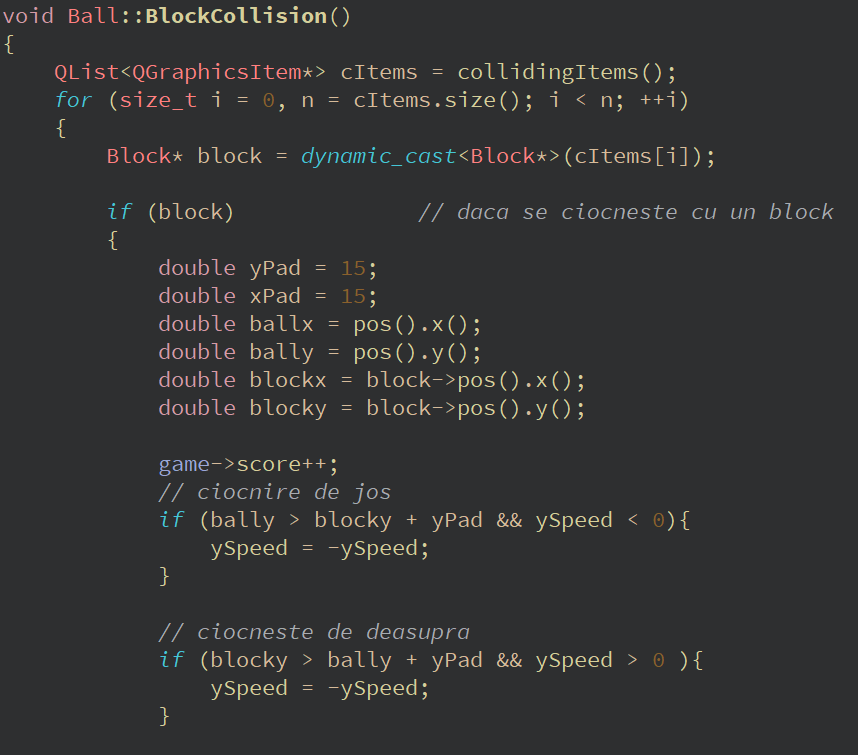 void Ball::BlockCollision()
{
    QList<QGraphicsItem*> cItems = collidingItems();
    for (size_t i = 0, n = cItems.size(); i < n; ++i)
    {
        Block* block = dynamic_cast<Block*>(cItems[i]);

        if (block)              // daca se ciocneste cu un block
        {
            double yPad = 15;
            double xPad = 15;
            double ballx = pos().x();
            double bally = pos().y();
            double blockx = block->pos().x();
            double blocky = block->pos().y();

            game->score++;
            // ciocnire de jos
            if (bally > blocky + yPad && ySpeed < 0){
                ySpeed = -ySpeed;
            }

            // ciocneste de deasupra
            if (blocky > bally + yPad && ySpeed > 0 ){
                ySpeed = -ySpeed;
            }